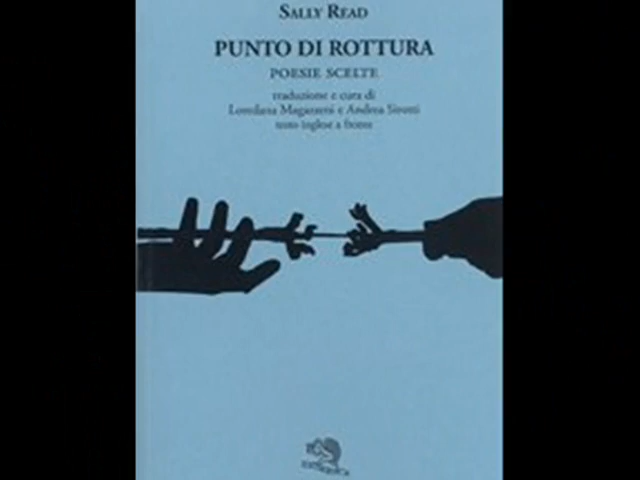 SALLY READ
PUNTO DI ROTTURA
POESIE SCELTE
traduzione e cura di
Loredana Magazzeni e Andrea Sirotti
testo inglese a fronte